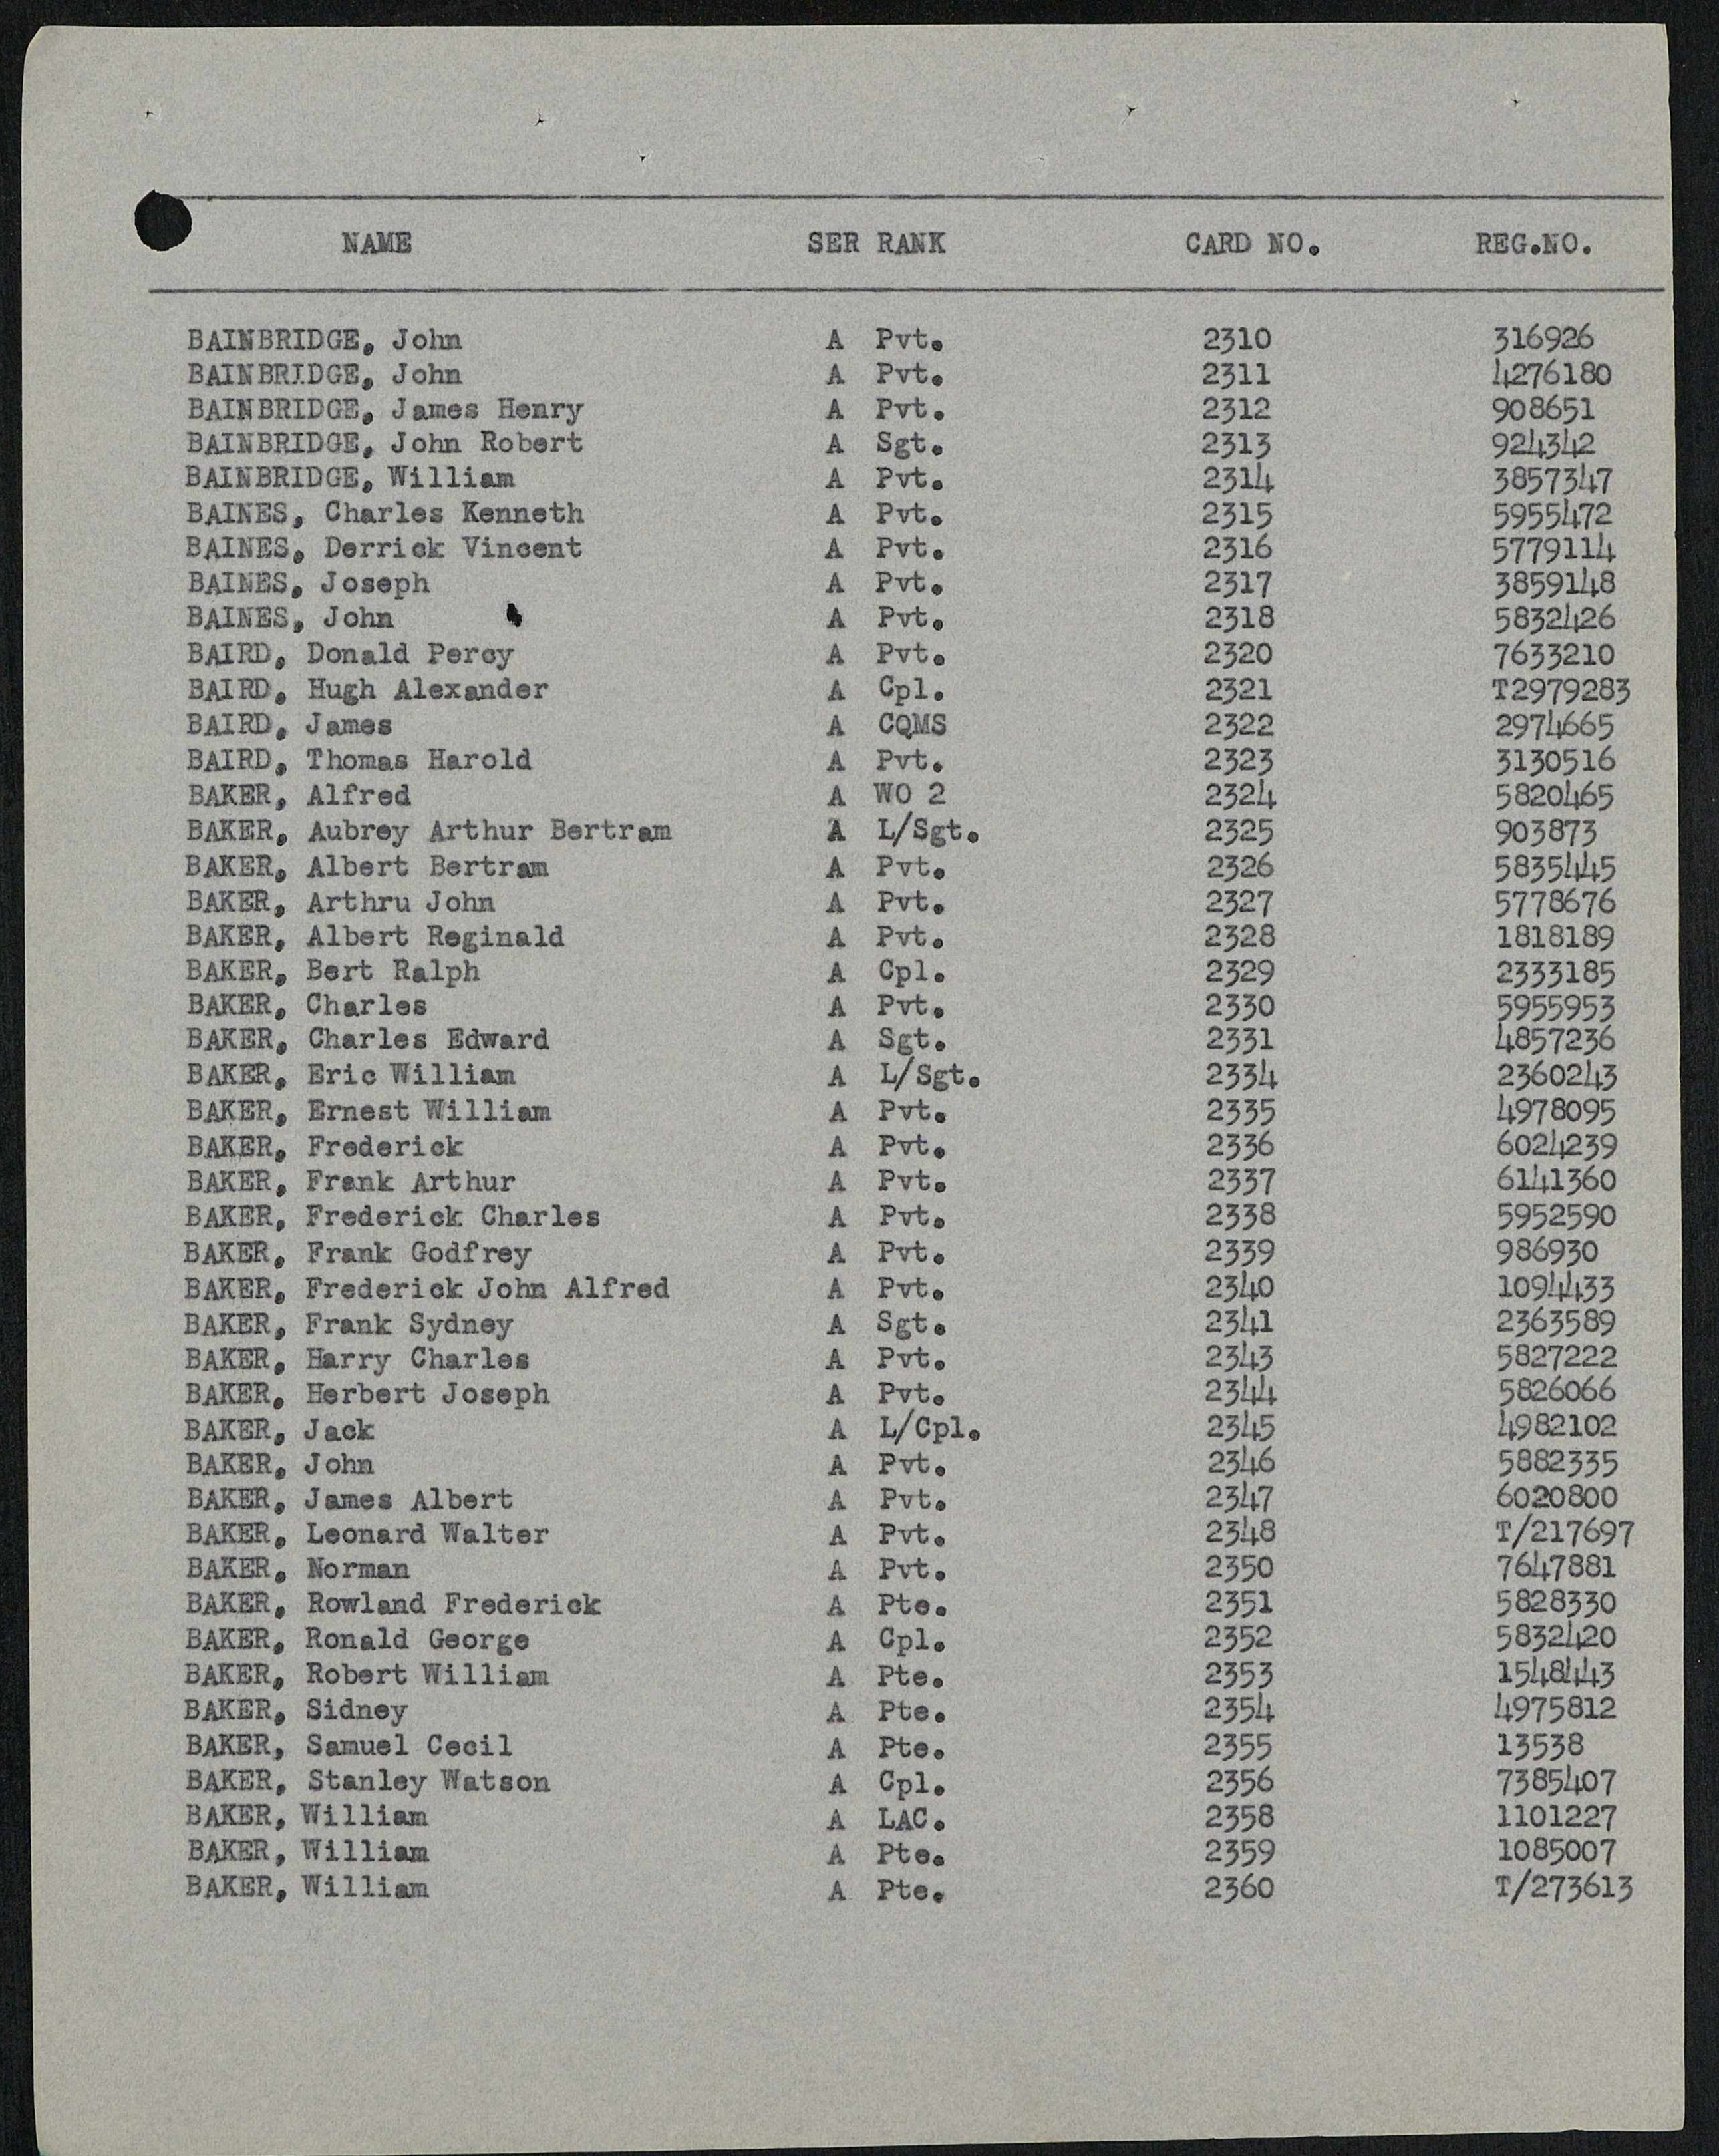 NAME SER RANK CARD NO. REG.NO.
BAINBRIDGE, John A Pvt. 2310 316926
BAINBRIDGE, John A Pvt. 2311 4276180
BAINBRIDGE, James Henry A Pvt. 2312 908651
BAINBRIDGE, John Robert A Sgt. 2313 924342
BAINBRIDGE, William A Pvt. 2314 3857347
BAINES, Charles Kenneth A Pvt. 2315 5955472
BAINES, Derrick Vincent A Pvt. 2316 5779114
BAINES, Joseph A Pvt. 2317 3859148
BAINES, John A Pvt. 2318 5832426
BAIRD, Donald Percy A Pvt. 2320 7633210
BAIRD, Hugh Alexander A Cpl. 2321 T2979283
BAIRD, James A CQMS 2322 2974665
BAIRD, Thomas Harold A Pvt. 2323 3130516
BAKER, Alfred A WO 2 2324 5820465
BAKER, Aubrey Arthur Bertram A L/Sgt. 2325 903873
BAKER, Albert Bertram A Pvt. 2326 5835445
BAKER, Arthru John A Pvt. 2327 5778676
BAKER, Albert Reginald A Pvt. 2328 1818189
BAKER, Bert Ralph A Cpl. 2329 2333185
BAKER, Charles A Pvt. 2330 5955953
BAKER, Charles Edward A Sgt. 2331 4857236
BAKER, Eric William A L/Sgt. 2334 2360243
BAKER, Ernest William A Pvt. 2335 4978095
BAKER, Frederick A Pvt. 2336 6024239
BAKER, Frank Arthur A Pvt. 2337 6141360
BAKER, Frederick Charles A Pvt. 2338 5952590
BAKER, Frank Godfrey A Pvt. 2339 986930
BAKER, Frederick John Alfred A Pvt. 2340 1094433
BAKER, Frank Sydney A Sgt. 2341 2363589
BAKER, Harry Charles A Pvt. 2343 5827222
BAKER, Herbert Joseph A Pvt. 2344 5826066
BAKER, Jack A L/Cpl. 2345 4982102
BAKER, John A Pvt. 2346 5882335
BAKER, James Albert A Pvt. 2347 6020800
BAKER, Leonard Walter A Pvt. 2348 T/217697
BAKER, Norman A Pvt. 2350 7647881
BAKER, Rowland Frederick A Pte. 2351 5828330
BAKER, Ronald George A Cpl. 2352 5832420
BAKER, Robert William A Pte. 2353 1548443
BAKER, Sidney A Pte. 2354 4975812
BAKER, Samuel Cecil A Pte. 2355 13538
BAKER, Stanley Watson A Cpl. 2356 7385407
BAKER, William A LAC. 2358 1101227
BAKER, William A Pte. 2359 1085007
BAKER, William A Pte. 2360 T/273613